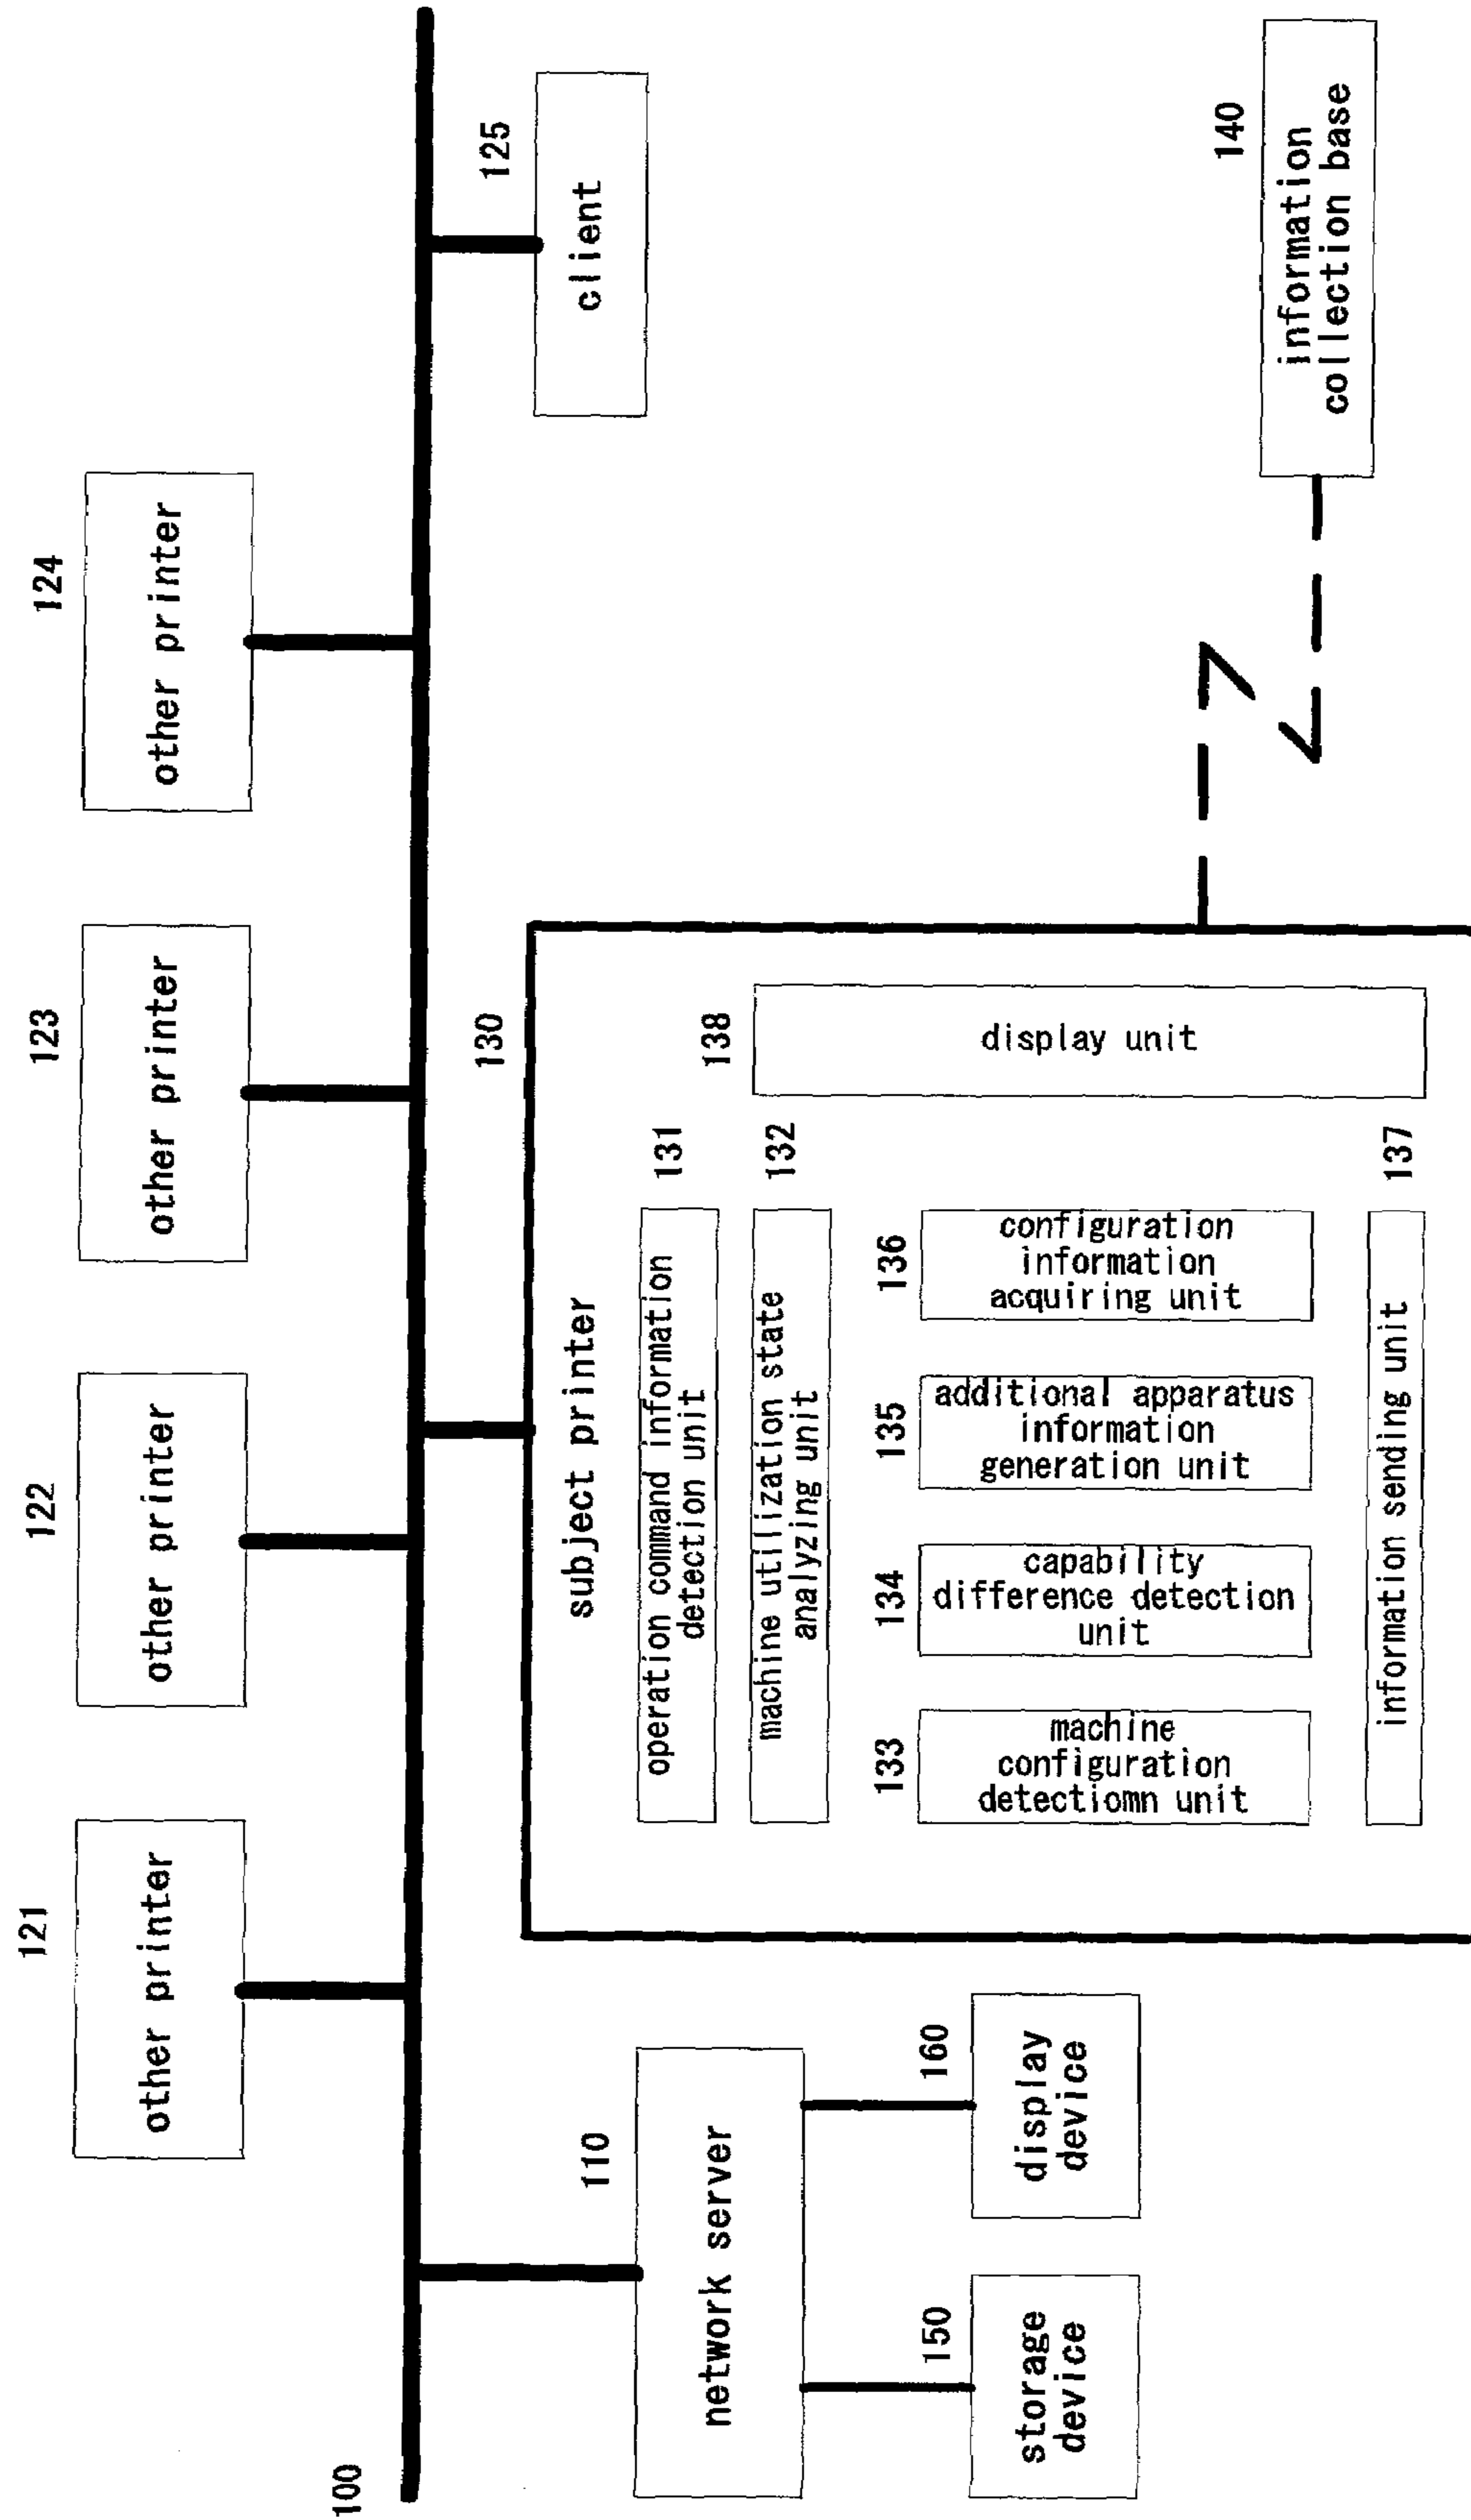 121
other printer
122
other printer
123
other printer
124
other printer
100
110
network server
150
storage
device
160
display
device
130
subject printer
operation command information
detection unit
131
machine utilization state
analyzing unit
132
133
machine
configuration
detectiomn unit
134
capability
difference detection
unit
135
additional apparatus
information
generation unit
136
configuration
information
acquiring unit
information sending unit
137
138
display unit
125
client
140
information
collection base